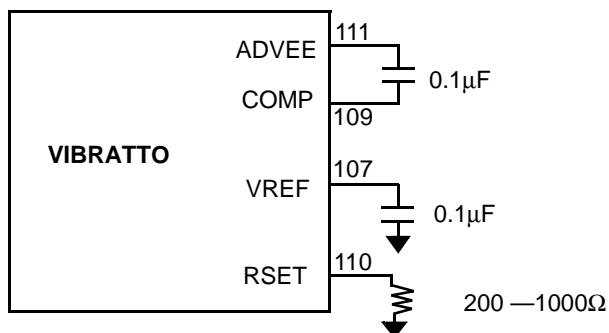 111
ADVEE
0.1µF
COMP
109
VIBRATTO
107
VREF
0.1µF
110
RSET
200 —1000Ω